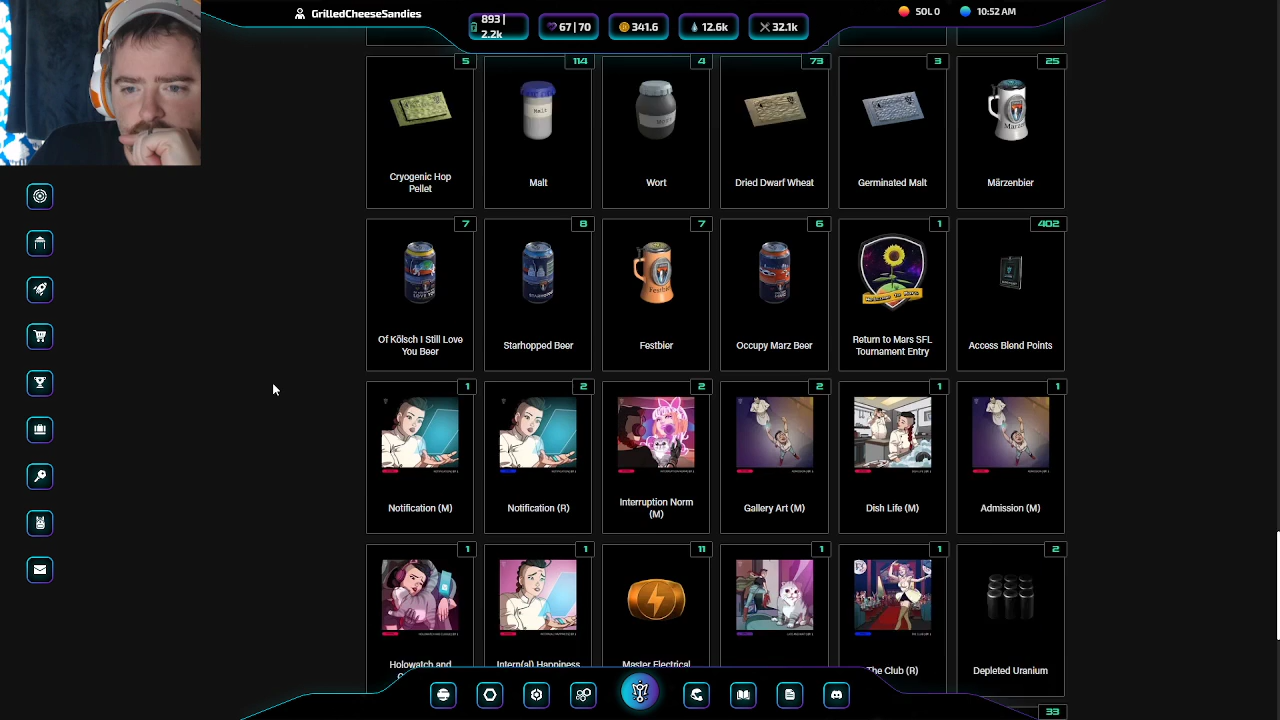 GrilledCheeseSandies
893 |
2.2k
67 | 70
341.6
12.6k
32.1k
SOL 0
10:52 AM
5
114
4
73
3
25
Cryogenic Hop
Pellet
Malt
Wort
Dried Dwarf Wheat
Germinated Malt
Märzenbier
7
8
7
6
1
402
Of Kölsch I Still Love
You Beer
Starhopped Beer
Festbier
Occupy Marz Beer
Return to Mars SFL
Tournament Entry
Access Blend Points
1
2
2
2
1
1
Notification (M)
Notification (R)
Interruption Norm
(M)
Gallery Art (M)
Dish Life (M)
Admission (M)
1
1
11
1
1
2
Holowatch and
Intern(al) Happiness
Master Electrical
The Club (R)
Depleted Uranium
33